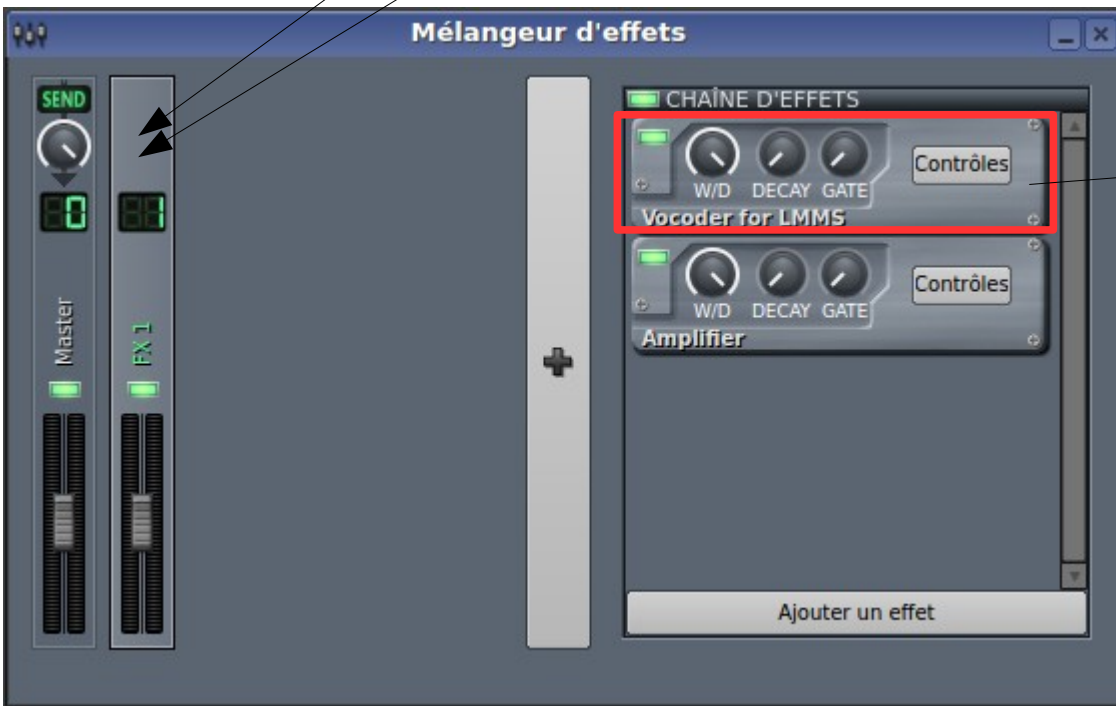 Mélangeur d'effets
SEND
0
1
Master
FX 1
CHAÎNE D'EFFETS
W/D DECAY GATE
Contrôles
Vocoder for LMMS
W/D DECAY GATE
Contrôles
Amplifier
Ajouter un effet